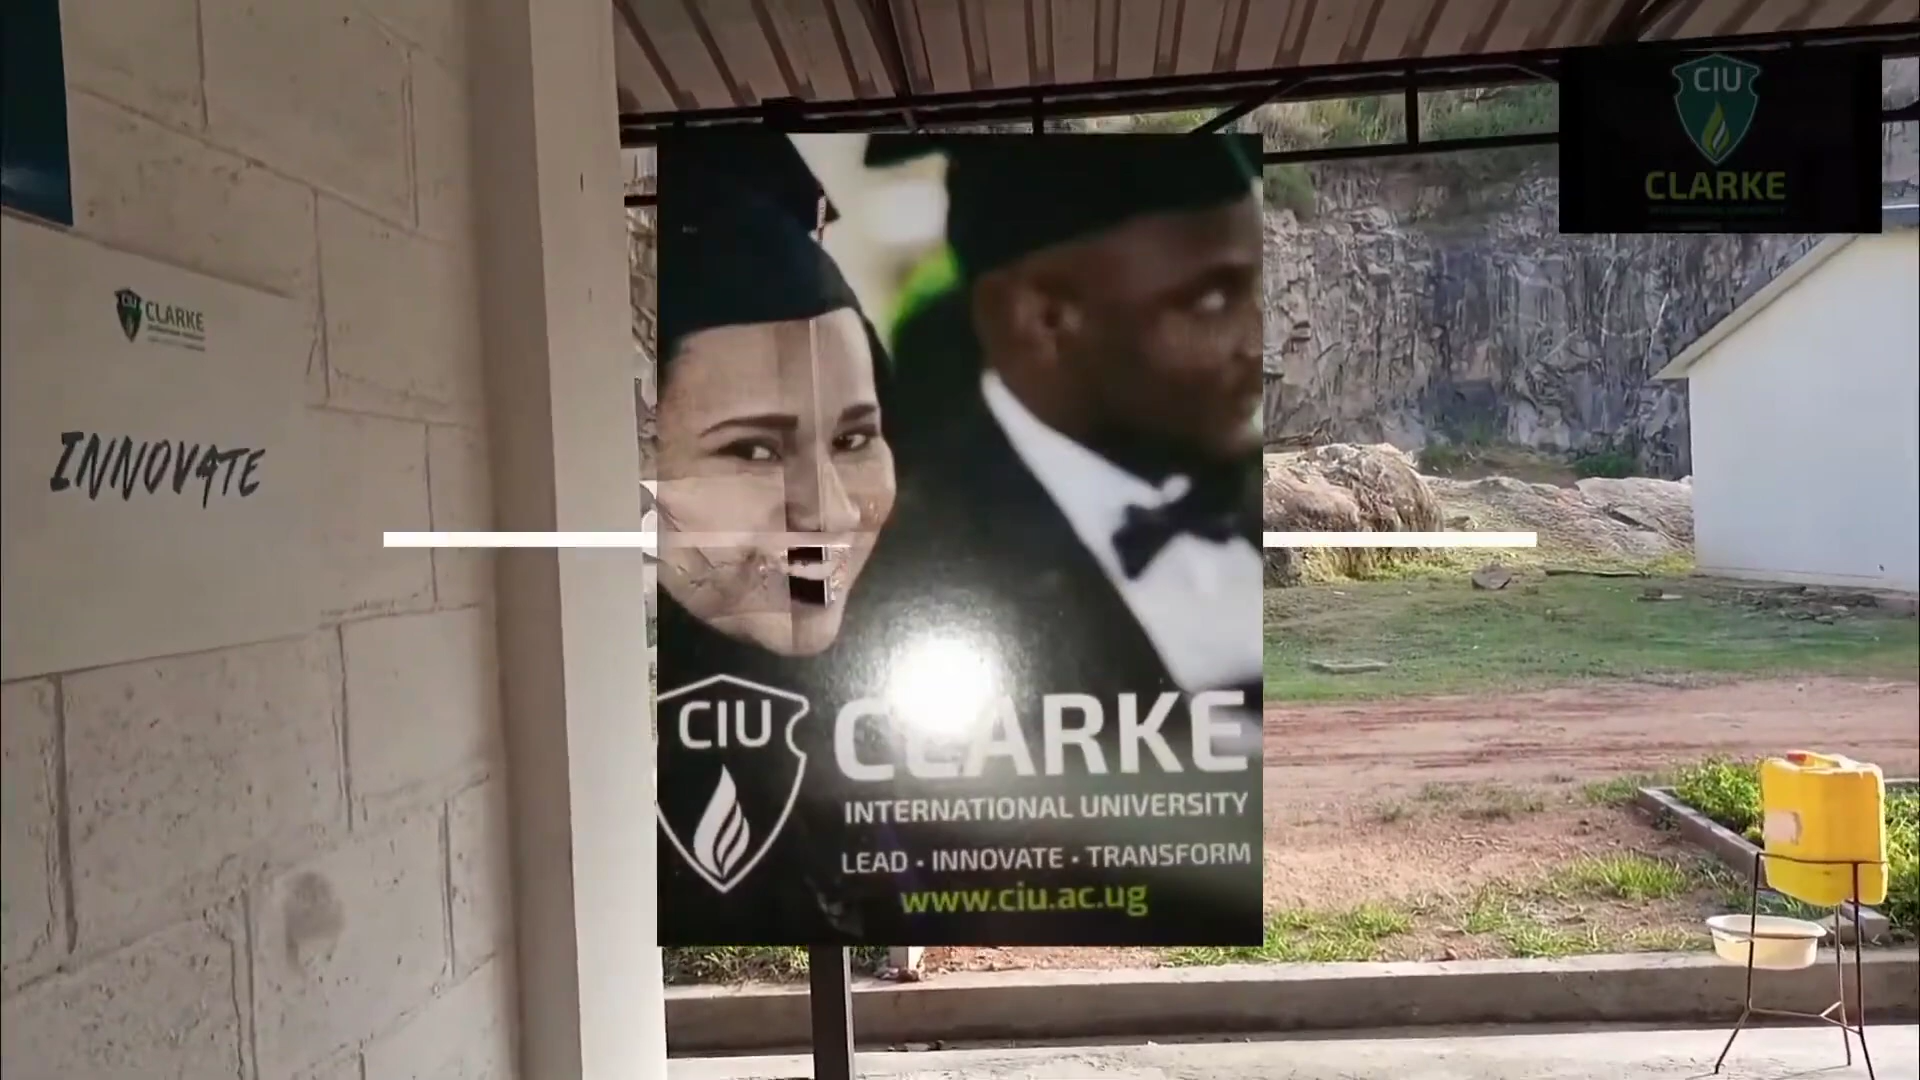 CIU
CLARKE
INNOVATE
CIU
CLARKE
INTERNATIONAL UNIVERSITY
LEAD • INNOVATE • TRANSFORM
www.ciu.ac.ug
CIU
CLARKE